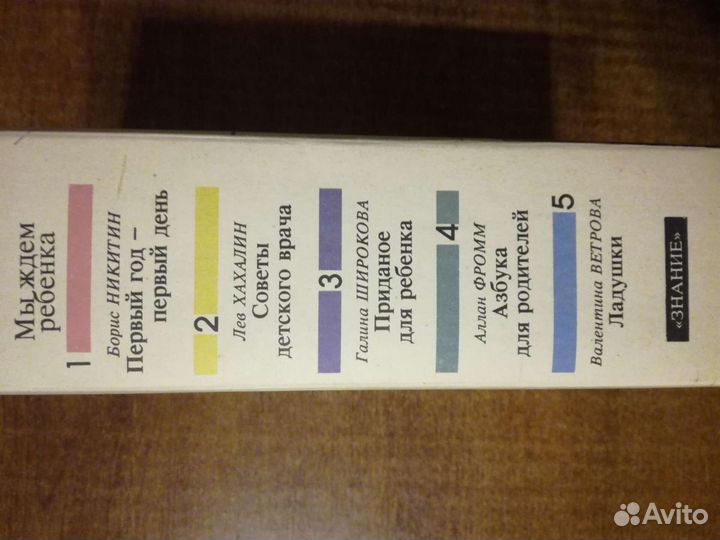 Мы ждем
ребенка
1
Борис НИКИТИН
Первый год –
первый день
2
Лев ХАХАЛИН
Советы
детского врача
3
Галина ШИРОКОВА
Приданое
для ребенка
4
Аллан ФРОММ
Азбука
для родителей
5
Валентина ВЕТРОВА
Ладушки
«ЗНАНИЕ»
Avito